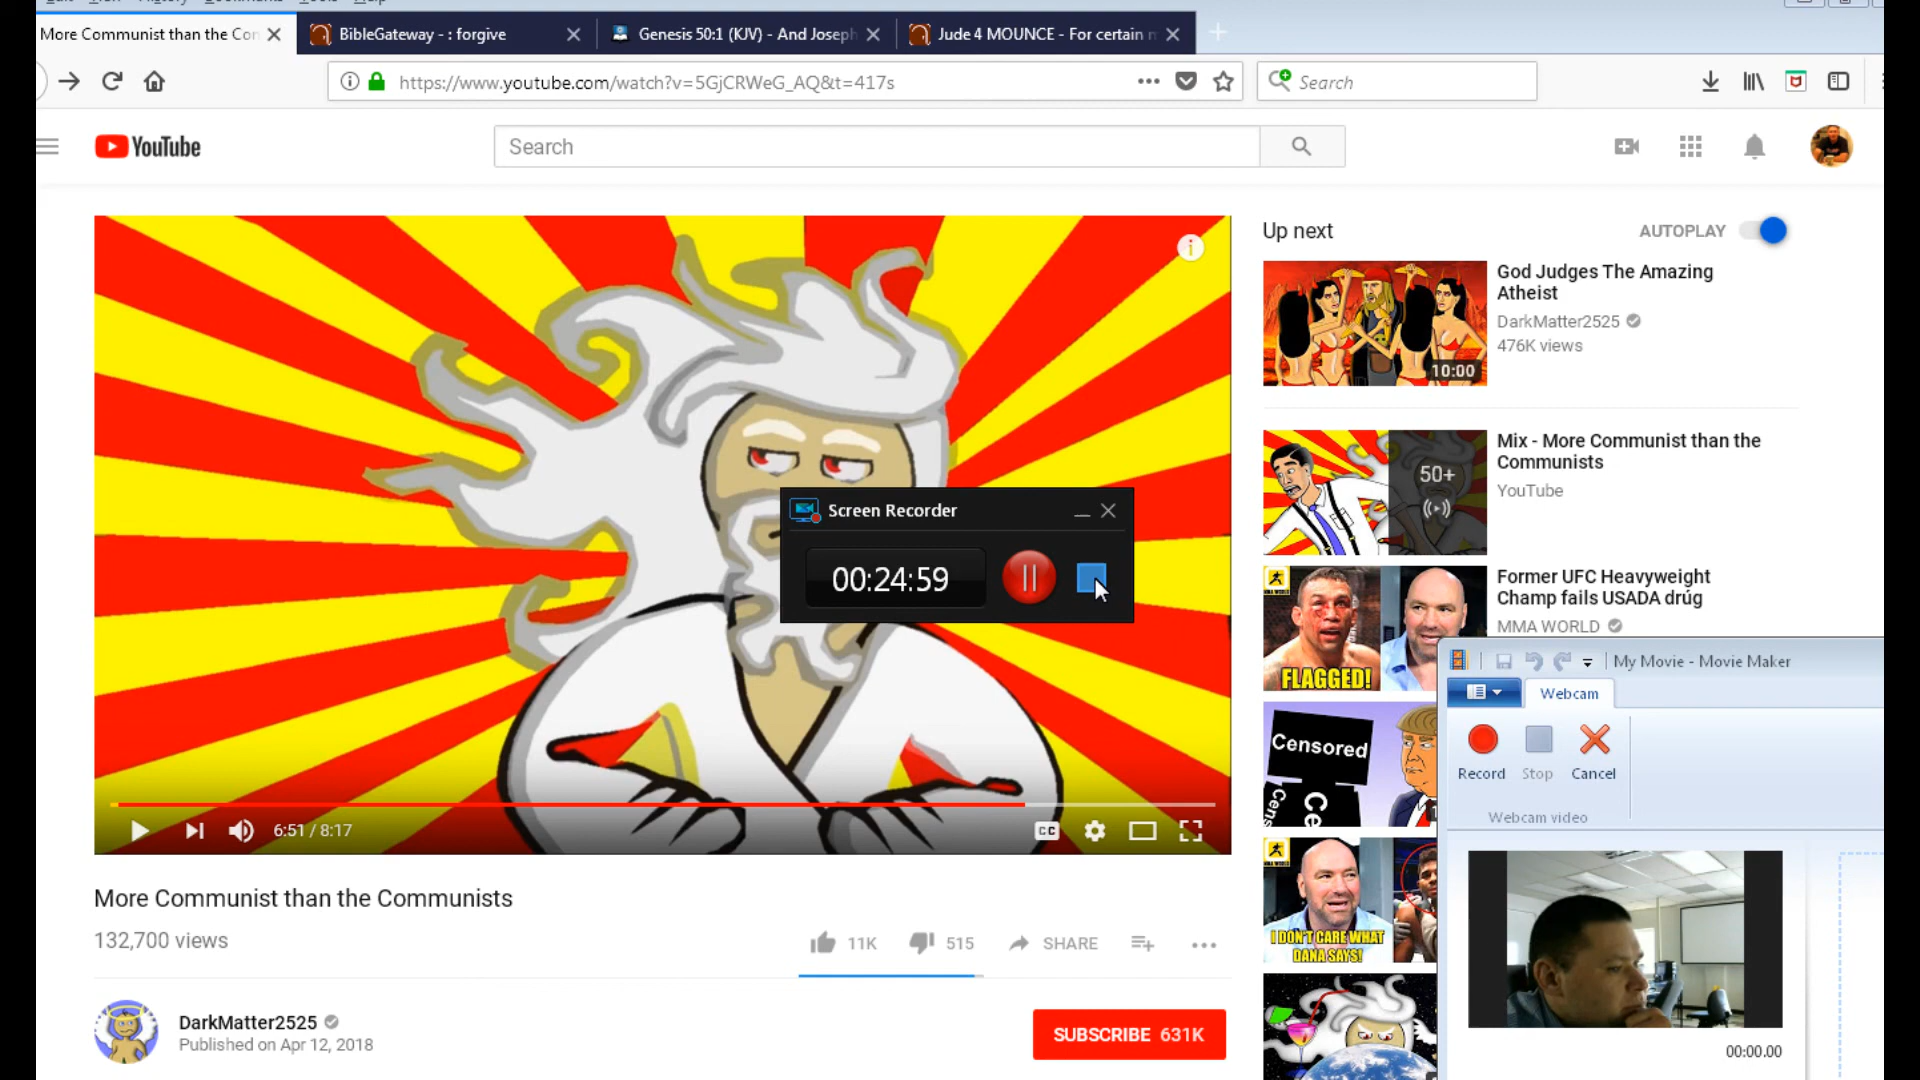 More Communist than the Con
BibleGateway - : forgive
Genesis 50:1 (KJV) - And Joseph
Jude 4 MOUNCE - For certain m
https://www.youtube.com/watch?v=5GjCRWeG_AQ&t=417s
Search
YouTube
Search
Up next
AUTOPLAY
God Judges The Amazing
Atheist
DarkMatter2525
476K views
10:00
Mix - More Communist than the
Communists
YouTube
50+
Screen Recorder
00:24:59
Former UFC Heavyweight
Champ fails USADA drúg
MMA WORLD
FLAGGED!
My Movie - Movie Maker
Webcam
Record
Stop
Cancel
Webcam video
Censored
Ce
6:51 / 8:17
CC
More Communist than the Communists
132,700 views
11K
515
SHARE
I DON'T CARE WHAT
DANA SAYS!
DarkMatter2525
Published on Apr 12, 2018
SUBSCRIBE 631K
00:00.00